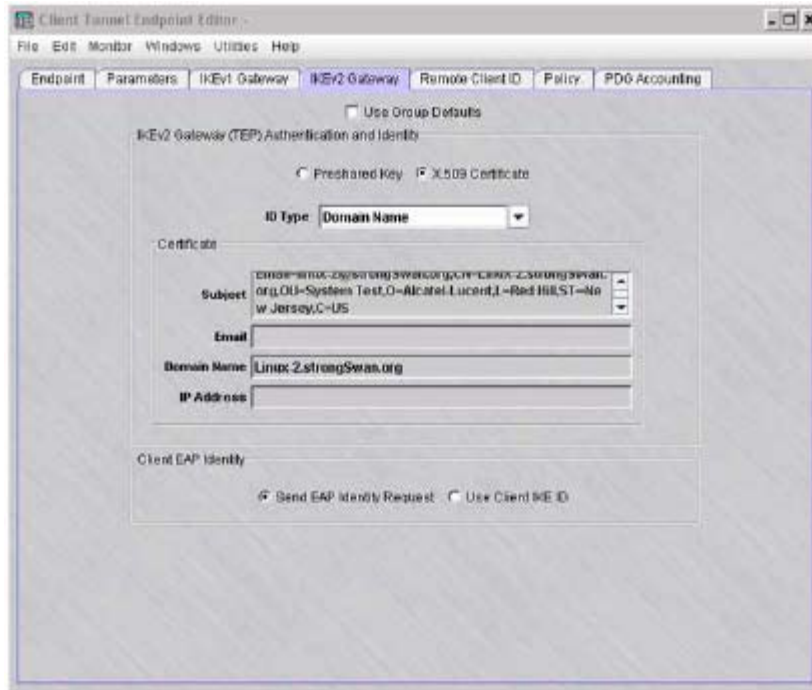 Client Tunnel Endpoint Editor -
File Edit Monitor Windows Utilities Help
Endpoint Parameters IKEv1 Gateway IKEv2 Gateway Remote Client ID Policy PDG Accounting
Use Group Defaults
IKEv2 Gateway (TEP) Authentication and Identity
Preshared Key X.509 Certificate
ID Type Domain Name
Certificate
Subject
org,OU=System Test,O=Alcatel-Lucent,L=Red Hill,ST=Ne
w Jersey,C=US
Email
Domain Name Linux-2.strongSwan.org
IP Address
Client EAP Identity
Send EAP Identity Request Use Client IKE ID